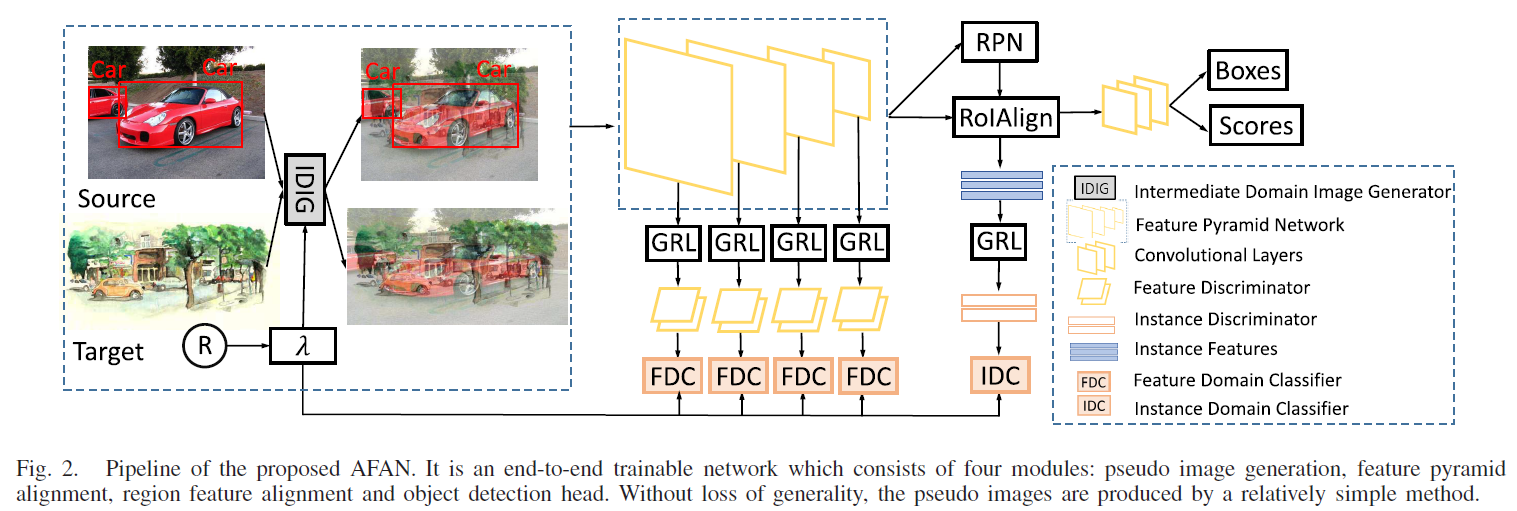 Car
Car
Car
Car
Source
Target
IDIG
R
λ
RPN
RoIAlign
Boxes
Scores
GRL GRL GRL GRL
GRL
FDC FDC FDC FDC
IDC
IDIG Intermediate Domain Image Generator
Feature Pyramid Network
Convolutional Layers
Feature Discriminator
Instance Discriminator
Instance Features
FDC Feature Domain Classifier
IDC Instance Domain Classifier
Fig. 2. Pipeline of the proposed AFAN. It is an end-to-end trainable network which consists of four modules: pseudo image generation, feature pyramid
alignment, region feature alignment and object detection head. Without loss of generality, the pseudo images are produced by a relatively simple method.